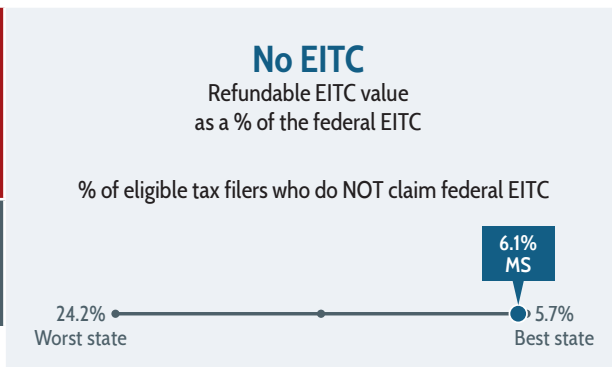 No EITC
Refundable EITC value
as a % of the federal EITC
% of eligible tax filers who do NOT claim federal EITC
6.1%
MS
24.2%
5.7%
Worst state
Best state